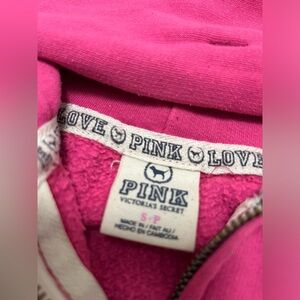 LOVE PINK LOVE
PINK
VICTORIA'S SECRET
S-P
MADE IN / FAIT AU /
HECHO EN CAMBODIA